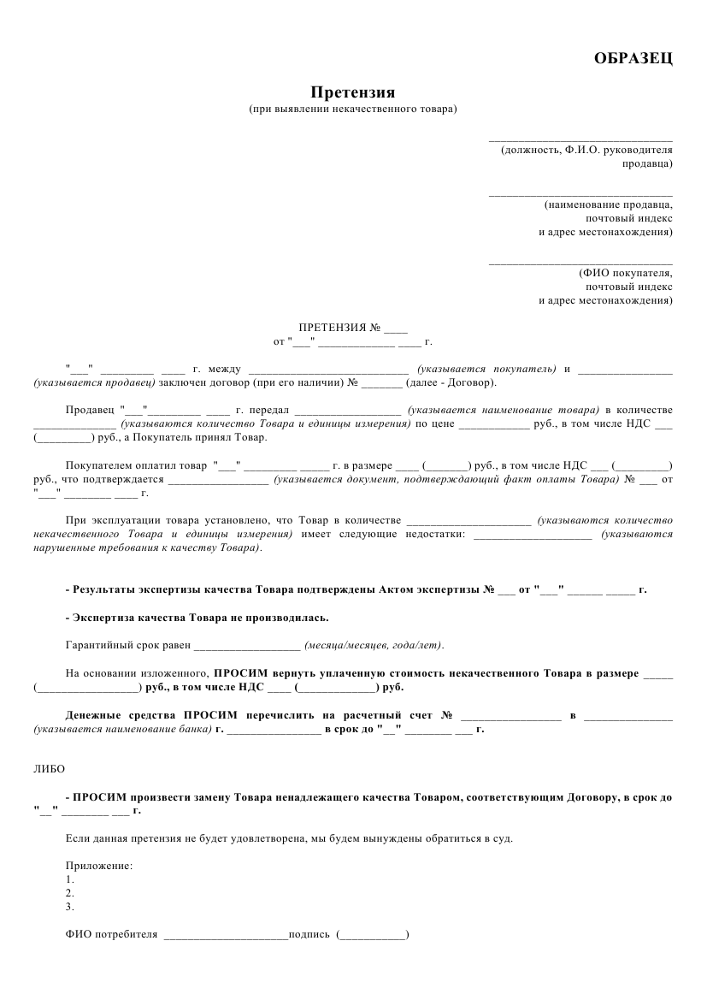 ОБРАЗЕЦ
Претензия
(при выявлении некачественного товара)
_______________________________
(должность, Ф.И.О. руководителя
продавца)
_______________________________
(наименование продавца,
почтовый индекс
и адрес местонахождения)
_______________________________
(ФИО покупателя,
почтовый индекс
и адрес местонахождения)
ПРЕТЕНЗИЯ № ____
от "___" _____________ ____ г.
"___" _________ ____ г. между ___________________________ (указывается покупатель) и ________________
(указывается продавец) заключен договор (при его наличии) № _______ (далее - Договор).
Продавец "___"_________ ____ г. передал __________________ (указывается наименование товара) в количестве
______________ (указываются количество Товара и единицы измерения) по цене ____________ руб., в том числе НДС ___
(_________) руб., а Покупатель принял Товар.
Покупателем оплатил товар "___" _________ _____ г. в размере ____ (_______) руб., в том числе НДС ___ (_________)
руб., что подтверждается _________________ (указывается документ, подтверждающий факт оплаты Товара) № ___ от
"___" ________ ____ г.
При эксплуатации товара установлено, что Товар в количестве _____________________ (указываются количество
некачественного Товара и единицы измерения) имеет следующие недостатки: ____________________ (указываются
нарушенные требования к качеству Товара).
- Результаты экспертизы качества Товара подтверждены Актом экспертизы № ___ от "___" ______ _____ г.
- Экспертиза качества Товара не производилась.
Гарантийный срок равен __________________ (месяца/месяцев, года/лет).
На основании изложенного, ПРОСИМ вернуть уплаченную стоимость некачественного Товара в размере _____
(_________________) руб., в том числе НДС ____ (_____________) руб.
Денежные средства ПРОСИМ перечислить на расчетный счет № _________________ в _______________
(указывается наименование банка) г. ________________ в срок до "__" ________ ___ г.
ЛИБО
- ПРОСИМ произвести замену Товара ненадлежащего качества Товаром, соответствующим Договору, в срок до
"__" ________ ___ г.
Если данная претензия не будет удовлетворена, мы будем вынуждены обратиться в суд.
Приложение:
1.
2.
3.
ФИО потребителя _____________________подпись (___________)